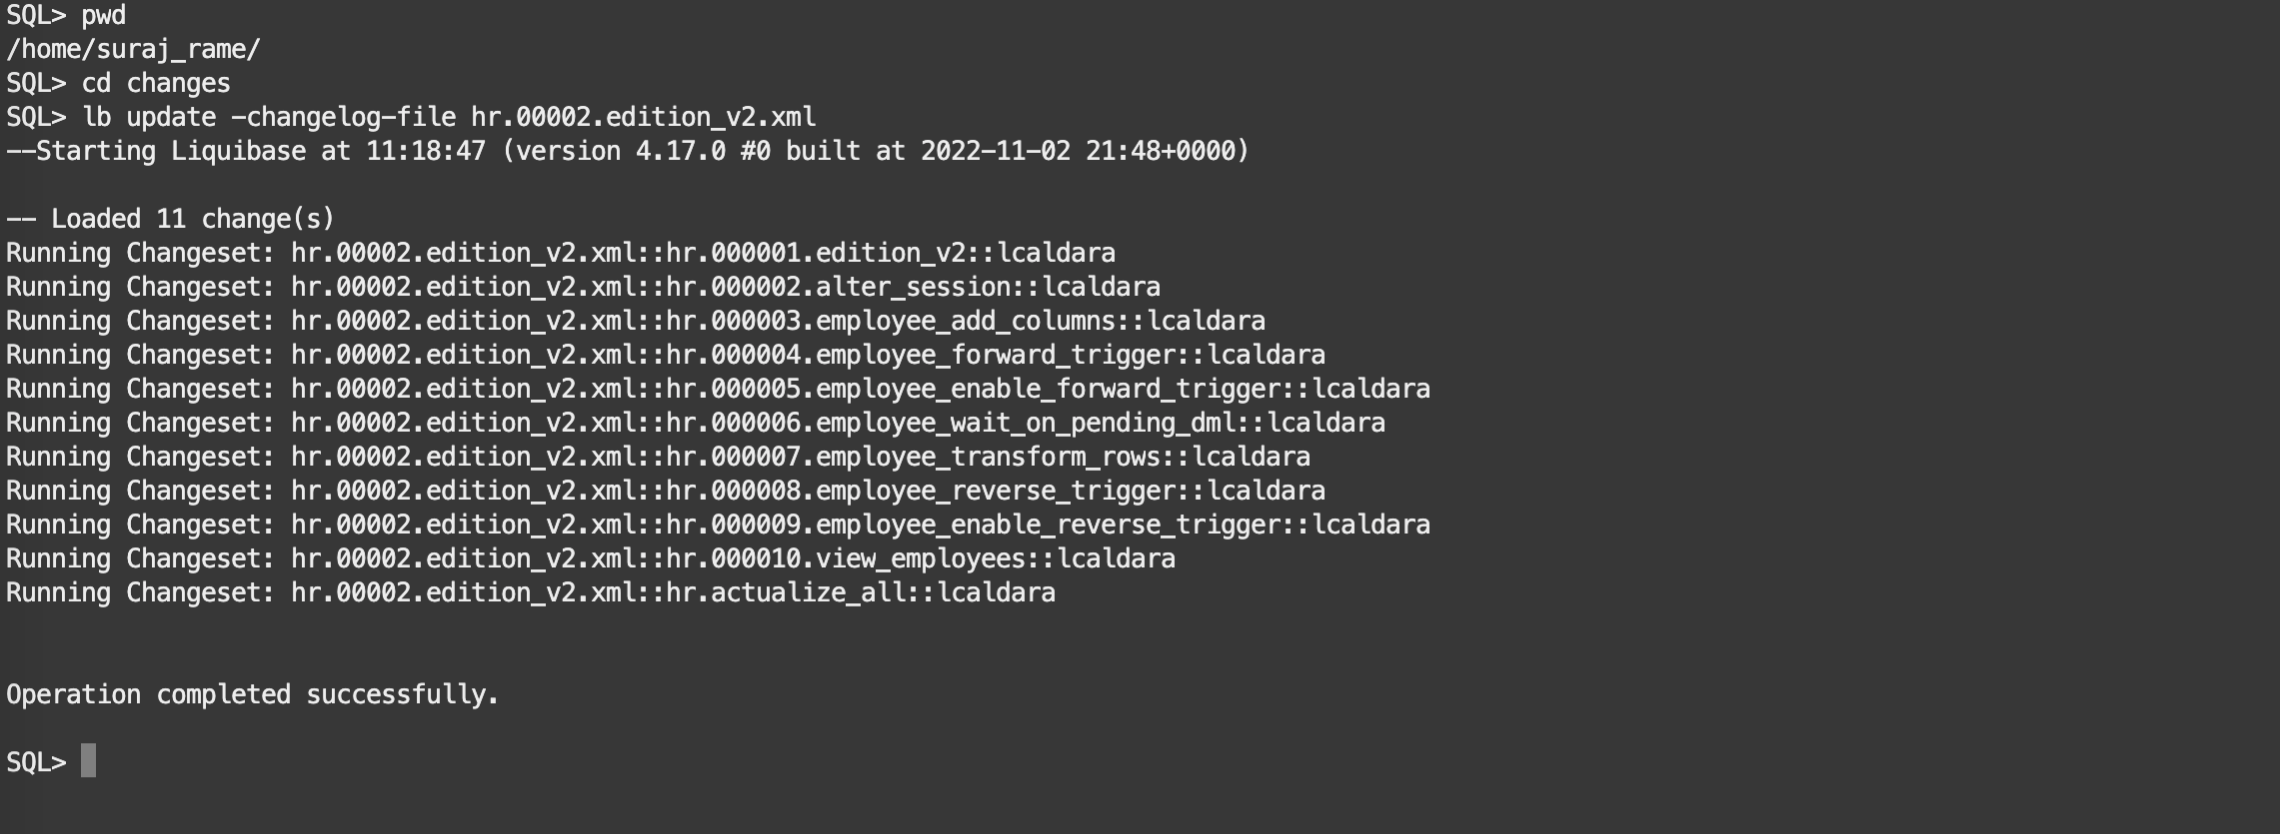 SQL> pwd
/home/suraj_rame/
SQL> cd changes
SQL> lb update -changelog-file hr.00002.edition_v2.xml
--Starting Liquibase at 11:18:47 (version 4.17.0 #0 built at 2022-11-02 21:48+0000)
-- Loaded 11 change(s)
Running Changeset: hr.00002.edition_v2.xml::hr.000001.edition_v2::lcaldara
Running Changeset: hr.00002.edition_v2.xml::hr.000002.alter_session::lcaldara
Running Changeset: hr.00002.edition_v2.xml::hr.000003.employee_add_columns::lcaldara
Running Changeset: hr.00002.edition_v2.xml::hr.000004.employee_forward_trigger::lcaldara
Running Changeset: hr.00002.edition_v2.xml::hr.000005.employee_enable_forward_trigger::lcaldara
Running Changeset: hr.00002.edition_v2.xml::hr.000006.employee_wait_on_pending_dml::lcaldara
Running Changeset: hr.00002.edition_v2.xml::hr.000007.employee_transform_rows::lcaldara
Running Changeset: hr.00002.edition_v2.xml::hr.000008.employee_reverse_trigger::lcaldara
Running Changeset: hr.00002.edition_v2.xml::hr.000009.employee_enable_reverse_trigger::lcaldara
Running Changeset: hr.00002.edition_v2.xml::hr.000010.view_employees::lcaldara
Running Changeset: hr.00002.edition_v2.xml::hr.actualize_all::lcaldara
Operation completed successfully.
SQL>